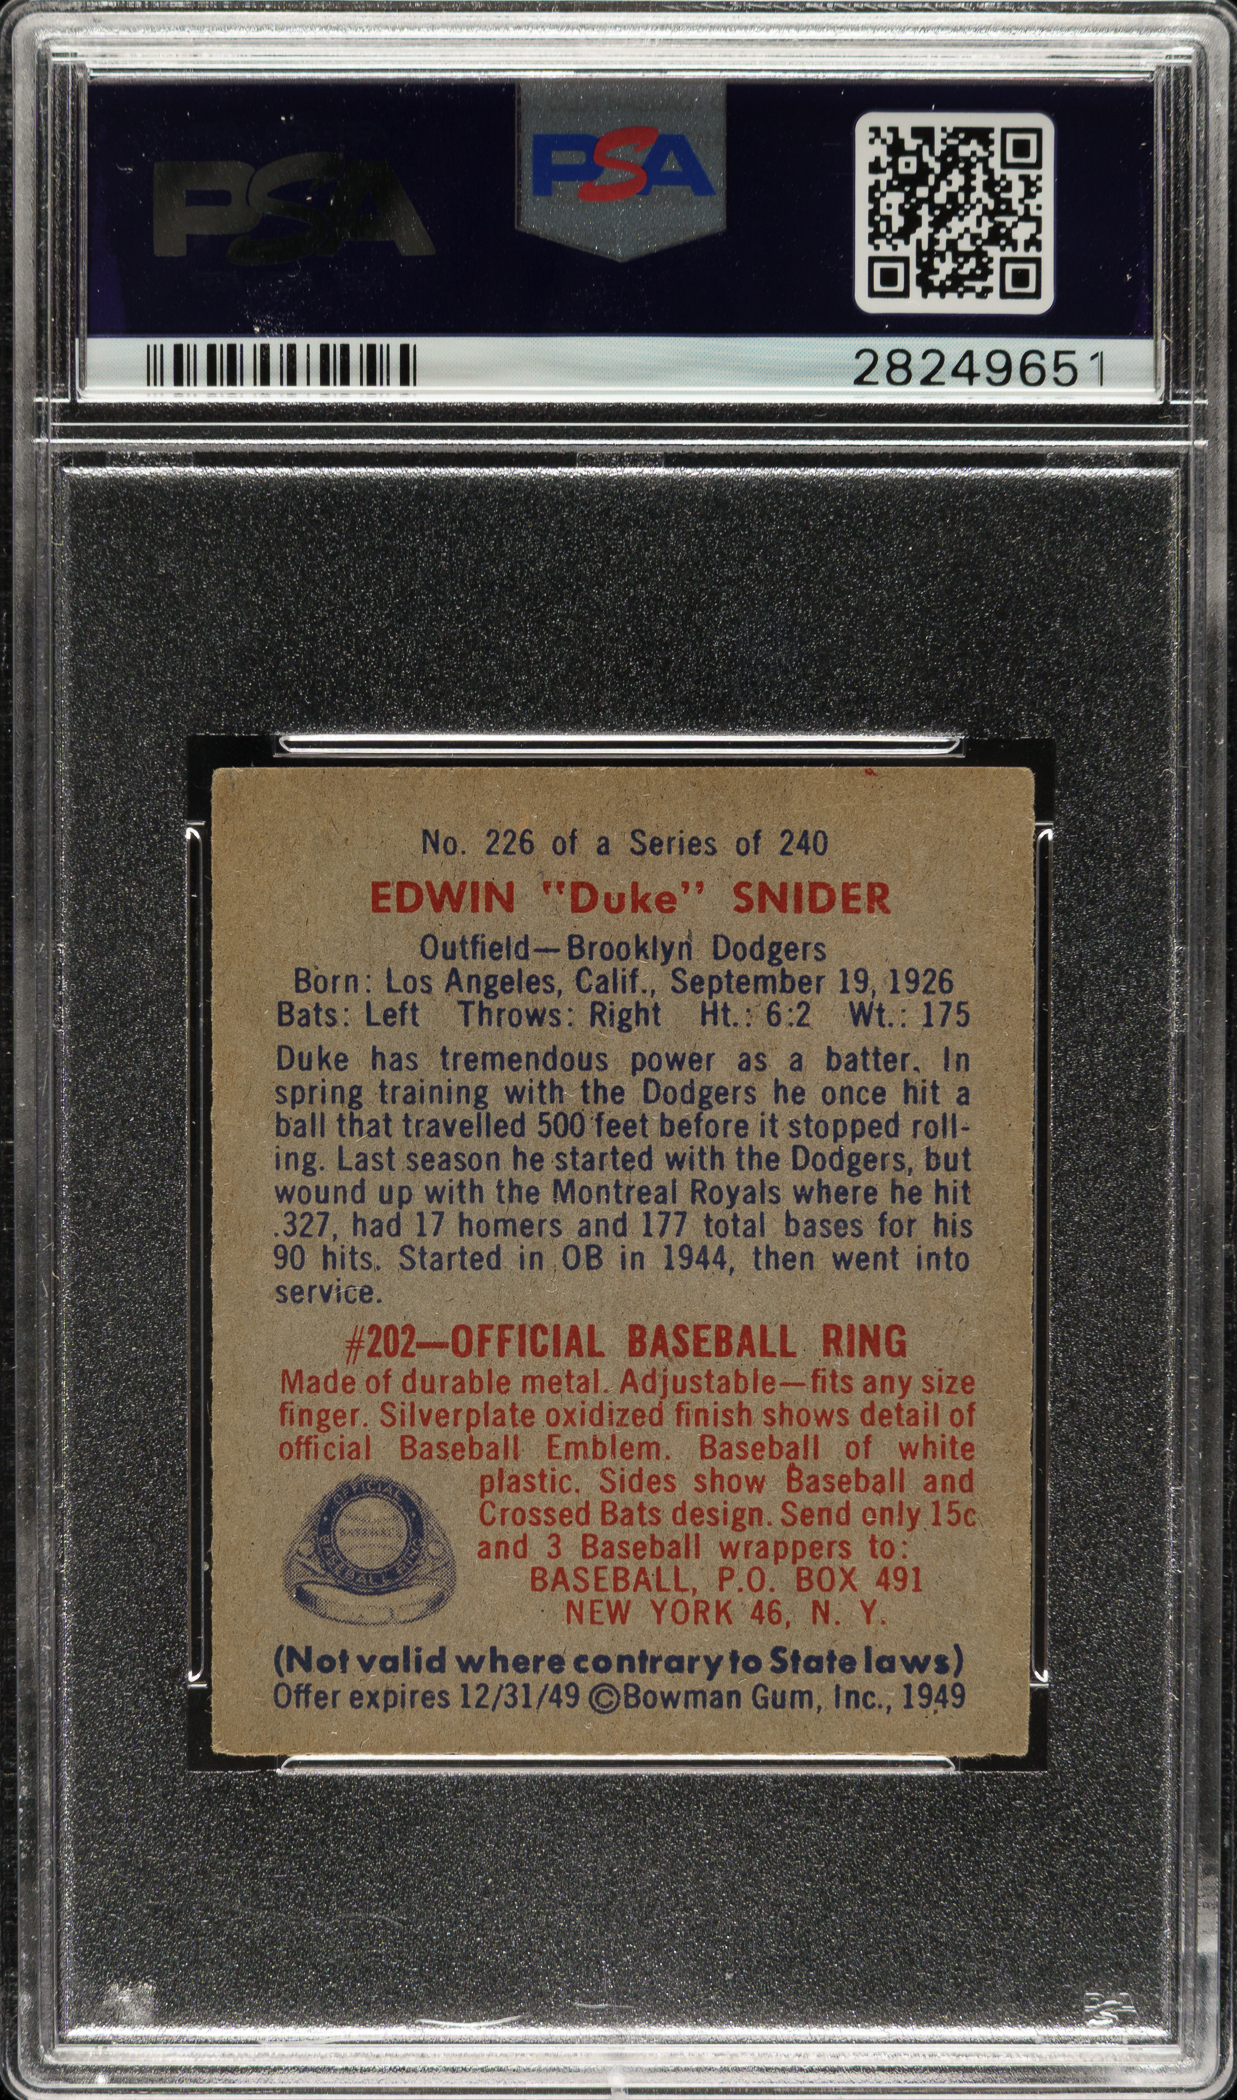 PSA
PSA
28249651
No. 226 of a Series of 240
EDWIN "Duke" SNIDER
Outfield—Brooklyn Dodgers
Born: Los Angeles, Calif., September 19, 1926
Bats: Left Throws: Right Ht.: 6:2 Wt.: 175
Duke has tremendous power as a batter. In
spring training with the Dodgers he once hit a
ball that travelled 500 feet before it stopped roll-
ing. Last season he started with the Dodgers, but
wound up with the Montreal Royals where he hit
.327, had 17 homers and 177 total bases for his
90 hits. Started in OB in 1944, then went into
service.
#202—OFFICIAL BASEBALL RING
Made of durable metal. Adjustable—fits any size
finger. Silverplate oxidized finish shows detail of
official Baseball Emblem. Baseball of white
plastic. Sides show Baseball and
Crossed Bats design. Send only 15c
and 3 Baseball wrappers to:
BASEBALL, P.O. BOX 491
NEW YORK 46, N. Y.
OFFICIAL
BASEBALL RING
(Not valid where contrary to State laws)
Offer expires 12/31/49 ©Bowman Gum, Inc., 1949
PSA